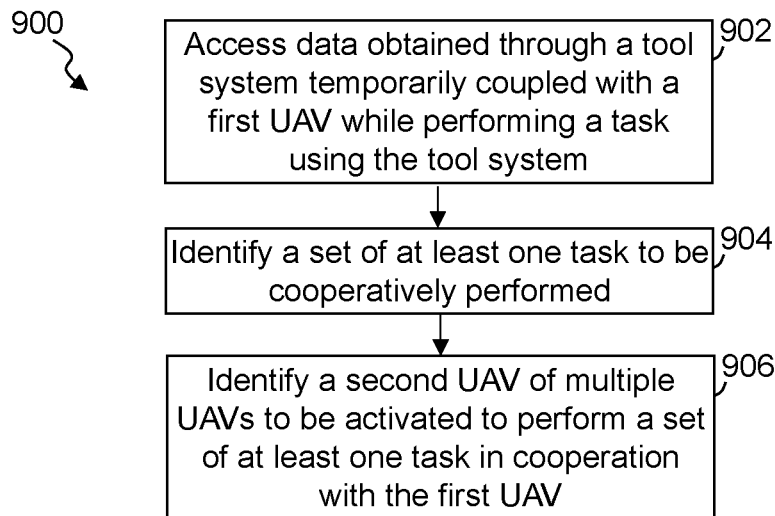 900
Access data obtained through a tool
system temporarily coupled with a
first UAV while performing a task
using the tool system
902
Identify a set of at least one task to be
cooperatively performed
904
Identify a second UAV of multiple
UAVs to be activated to perform a set
of at least one task in cooperation
with the first UAV
906